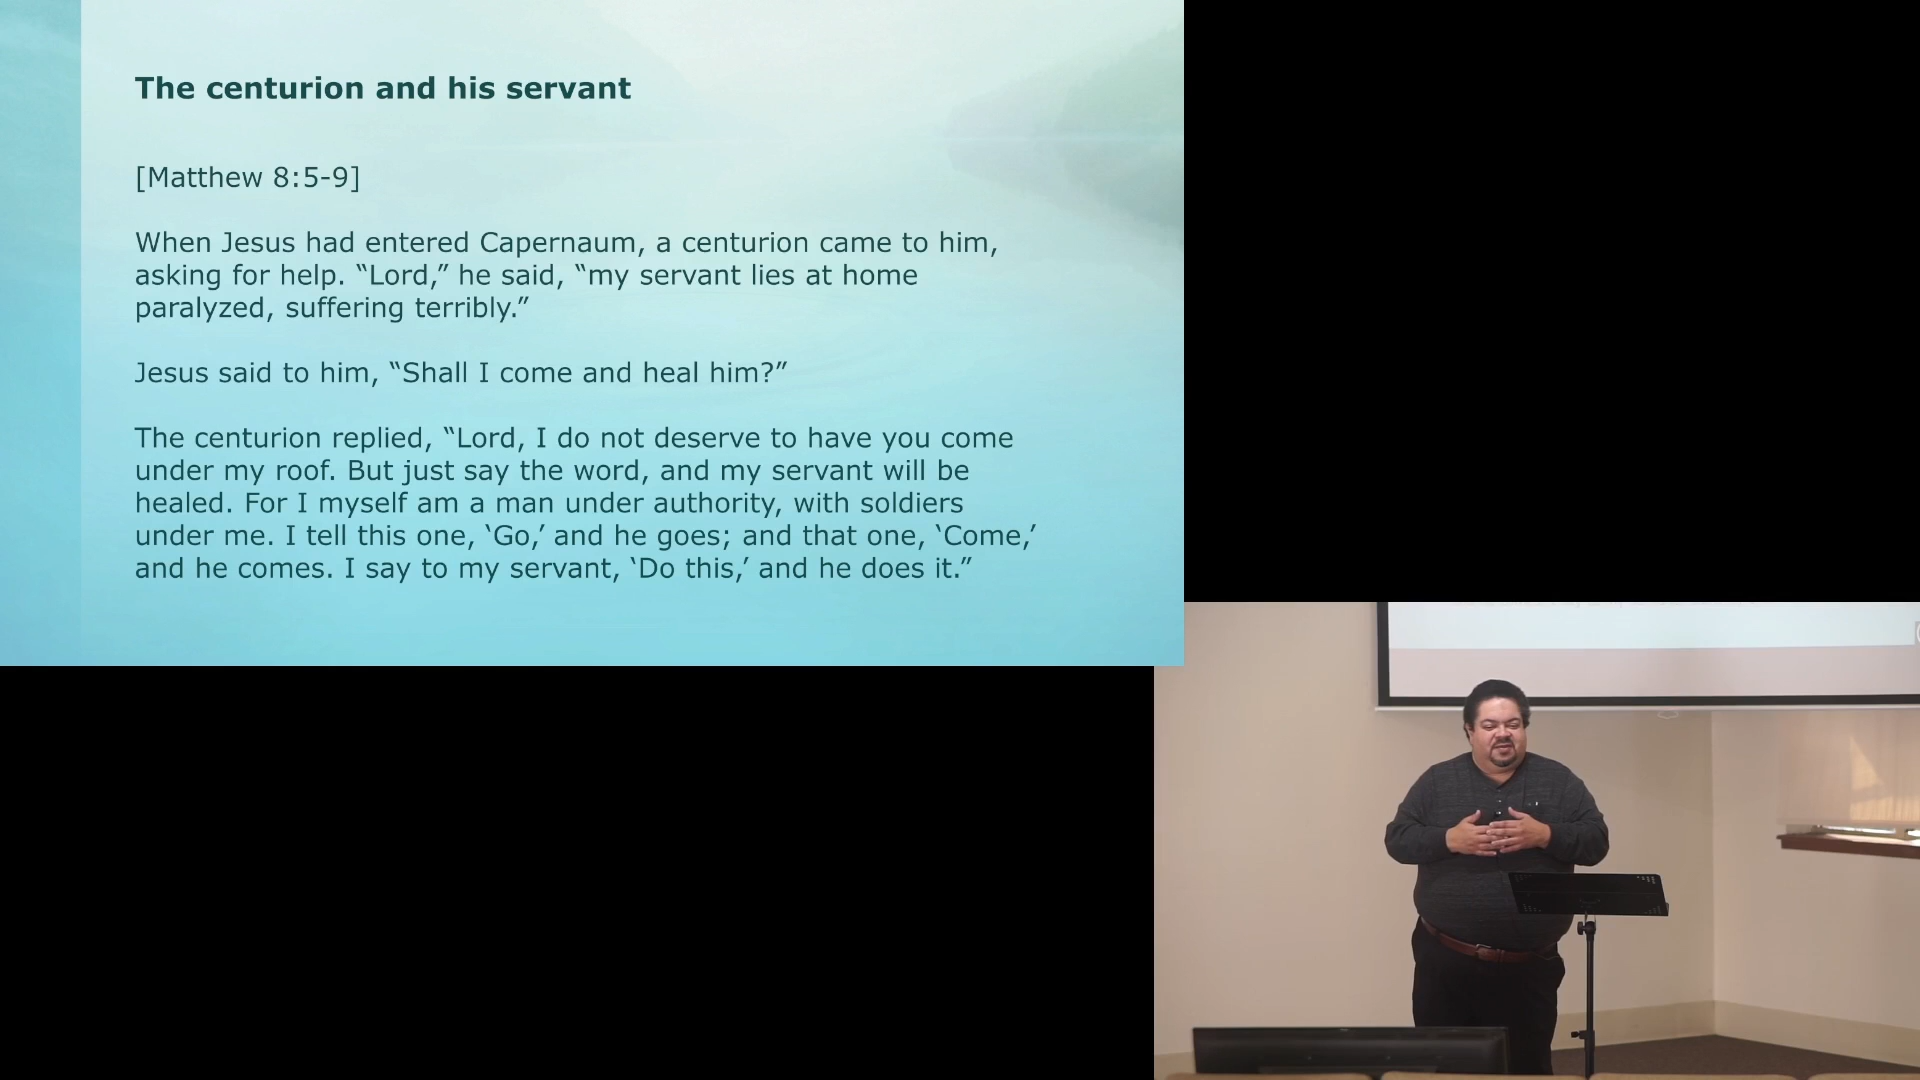 The centurion and his servant
[Matthew 8:5-9]
When Jesus had entered Capernaum, a centurion came to him,
asking for help. “Lord,” he said, “my servant lies at home
paralyzed, suffering terribly.”
Jesus said to him, “Shall I come and heal him?”
The centurion replied, “Lord, I do not deserve to have you come
under my roof. But just say the word, and my servant will be
healed. For I myself am a man under authority, with soldiers
under me. I tell this one, ‘Go,’ and he goes; and that one, ‘Come,’
and he comes. I say to my servant, ‘Do this,’ and he does it.”